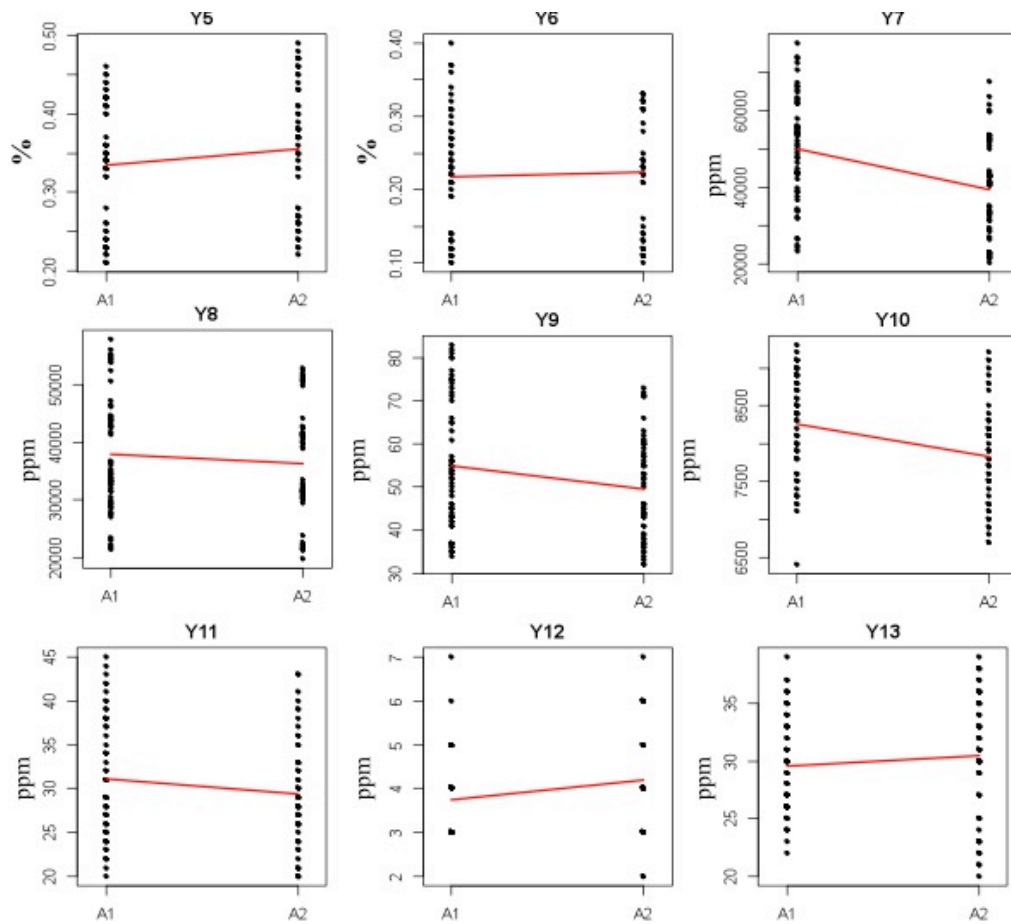 Y5 Y6 Y7
% 0.20 0.30 0.40 0.50
A1 A2
% 0.10 0.20 0.30 0.40
A1 A2
ppm 20000 40000 60000
A1 A2
Y8 Y9 Y10
ppm 20000 30000 40000 50000
A1 A2
ppm 30 40 50 60 70 80
A1 A2
ppm 6500 7500 8500
A1 A2
Y11 Y12 Y13
ppm 20 25 30 35 40 45
A1 A2
ppm 2 3 4 5 6 7
A1 A2
ppm 20 25 30 35
A1 A2